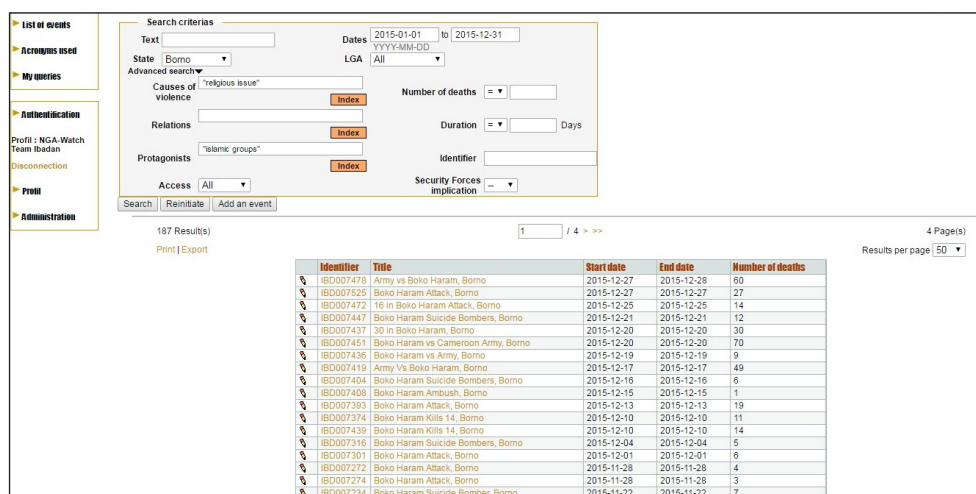 List of events
Acronyms used
My queries
Authentification
Profil : NGA-Watch
Team Ibadan
Disconnection
Profil
Administration
Search criterias
Text
Dates 2015-01-01 to 2015-12-31
YYYY-MM-DD
State Borno
LGA All
Advanced search
Causes of violence "religious issue"
Index
Number of deaths =
Relations
Index
Duration = Days
Protagonists "Islamic groups"
Index
Identifier
Access All
Security Forces implication --
Search Reinitiate Add an event
187 Result(s) 1 / 4 > >> 4 Page(s)
Print | Export Results per page 50
Identifier Title Start date End date Number of deaths
IBD007478 Army vs Boko Haram, Borno 2015-12-27 2015-12-28 60
IBD007525 Boko Haram Attack, Borno 2015-12-27 2015-12-27 27
IBD007472 16 in Boko Haram Attack, Borno 2015-12-25 2015-12-25 14
IBD007447 Boko Haram Suicide Bombers, Borno 2015-12-21 2015-12-21 12
IBD007437 30 in Boko Haram, Borno 2015-12-20 2015-12-20 30
IBD007451 Boko Haram vs Cameroon Army, Borno 2015-12-20 2015-12-20 70
IBD007436 Boko Haram vs Army, Borno 2015-12-19 2015-12-19 9
IBD007419 Army Vs Boko Haram, Borno 2015-12-17 2015-12-17 49
IBD007404 Boko Haram Suicide Bombers, Borno 2015-12-16 2015-12-16 6
IBD007408 Boko Haram Ambush, Borno 2015-12-15 2015-12-15 1
IBD007393 Boko Haram Attack, Borno 2015-12-13 2015-12-13 19
IBD007374 Boko Haram Kills 14, Borno 2015-12-10 2015-12-10 11
IBD007439 Boko Haram Kills 14, Borno 2015-12-10 2015-12-10 14
IBD007316 Boko Haram Suicide Bombers, Borno 2015-12-04 2015-12-04 5
IBD007301 Boko Haram Attack, Borno 2015-12-01 2015-12-01 6
IBD007272 Boko Haram Attack, Borno 2015-11-28 2015-11-28 4
IBD007274 Boko Haram Attack, Borno 2015-11-28 2015-11-28 3
IBD007234 Boko Haram Suicide Bomber, Borno 2015-11-22 2015-11-22 7